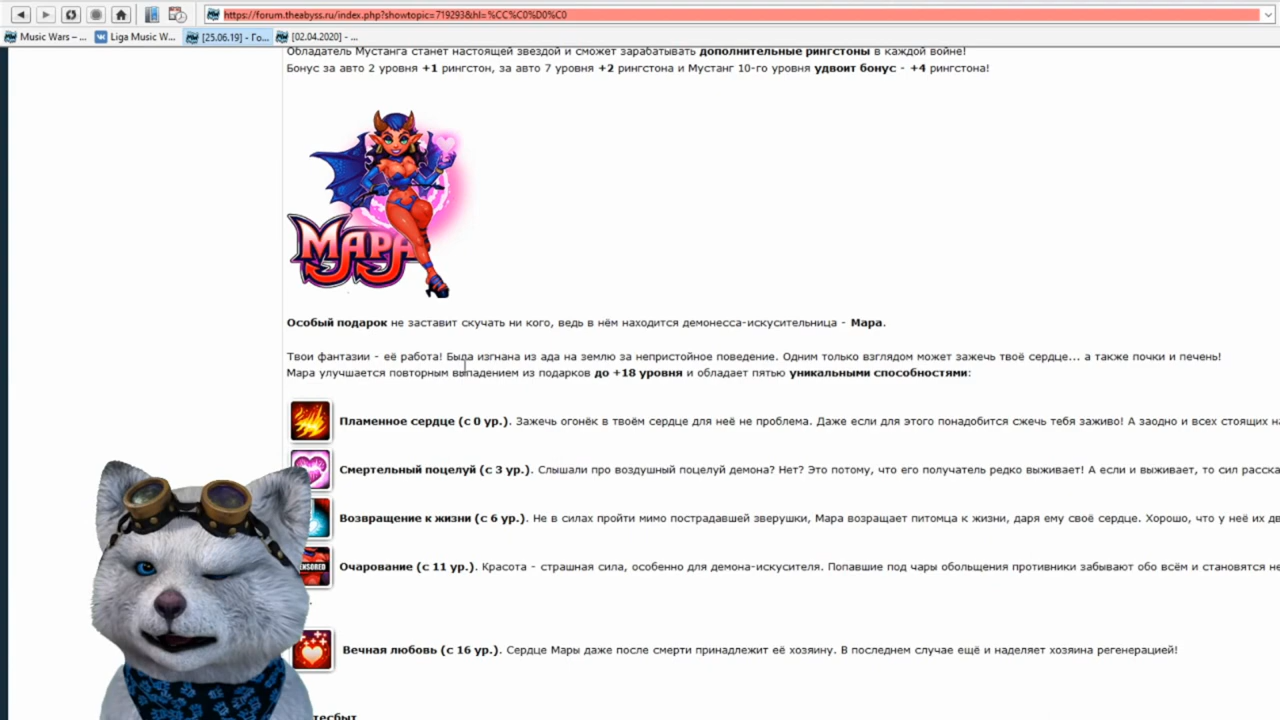 https://forum.theabyss.ru/index.php?showtopic=719293&hl=%CC%C0%D0%C0
Music Wars – ... Liga Music W... [25.06.19] - Го... [02.04.2020] - ...
Обладатель Мустанга станет настоящей звездой и сможет зарабатывать дополнительные рингстоны в каждой войне!
Бонус за авто 2 уровня +1 рингстон, за авто 7 уровня +2 рингстона и Мустанг 10-го уровня удвоит бонус - +4 рингстона!
МАРА
Особый подарок не заставит скучать ни кого, ведь в нём находится демонесса-искусительница - Мара.
Твои фантазии - её работа! Была изгнана из ада на землю за непристойное поведение. Одним только взглядом может зажечь твоё сердце... а также почки и печень!
Мара улучшается повторным выпадением из подарков до +18 уровня и обладает пятью уникальными способностями:
Пламенное сердце (с 0 ур.). Зажечь огонёк в твоём сердце для неё не проблема. Даже если для этого понадобится сжечь тебя заживо! А заодно и всех стоящих
Смертельный поцелуй (с 3 ур.). Слышали про воздушный поцелуй демона? Нет? Это потому, что его получатель редко выживает! А если и выживает, то сил
Возвращение к жизни (с 6 ур.). Не в силах пройти мимо пострадавшей зверушки, Мара возращает питомца к жизни, даря ему своё сердце. Хорошо, что у неё их
ENSORED Очарование (с 11 ур.). Красота - страшная сила, особенно для демона-искусителя. Попавшие под чары обольщения противники забывают обо всём и становятся
Вечная любовь (с 16 ур.). Сердце Мары даже после смерти принадлежит её хозяину. В последнем случае ещё и наделяет хозяина регенерацией!
тесбыт